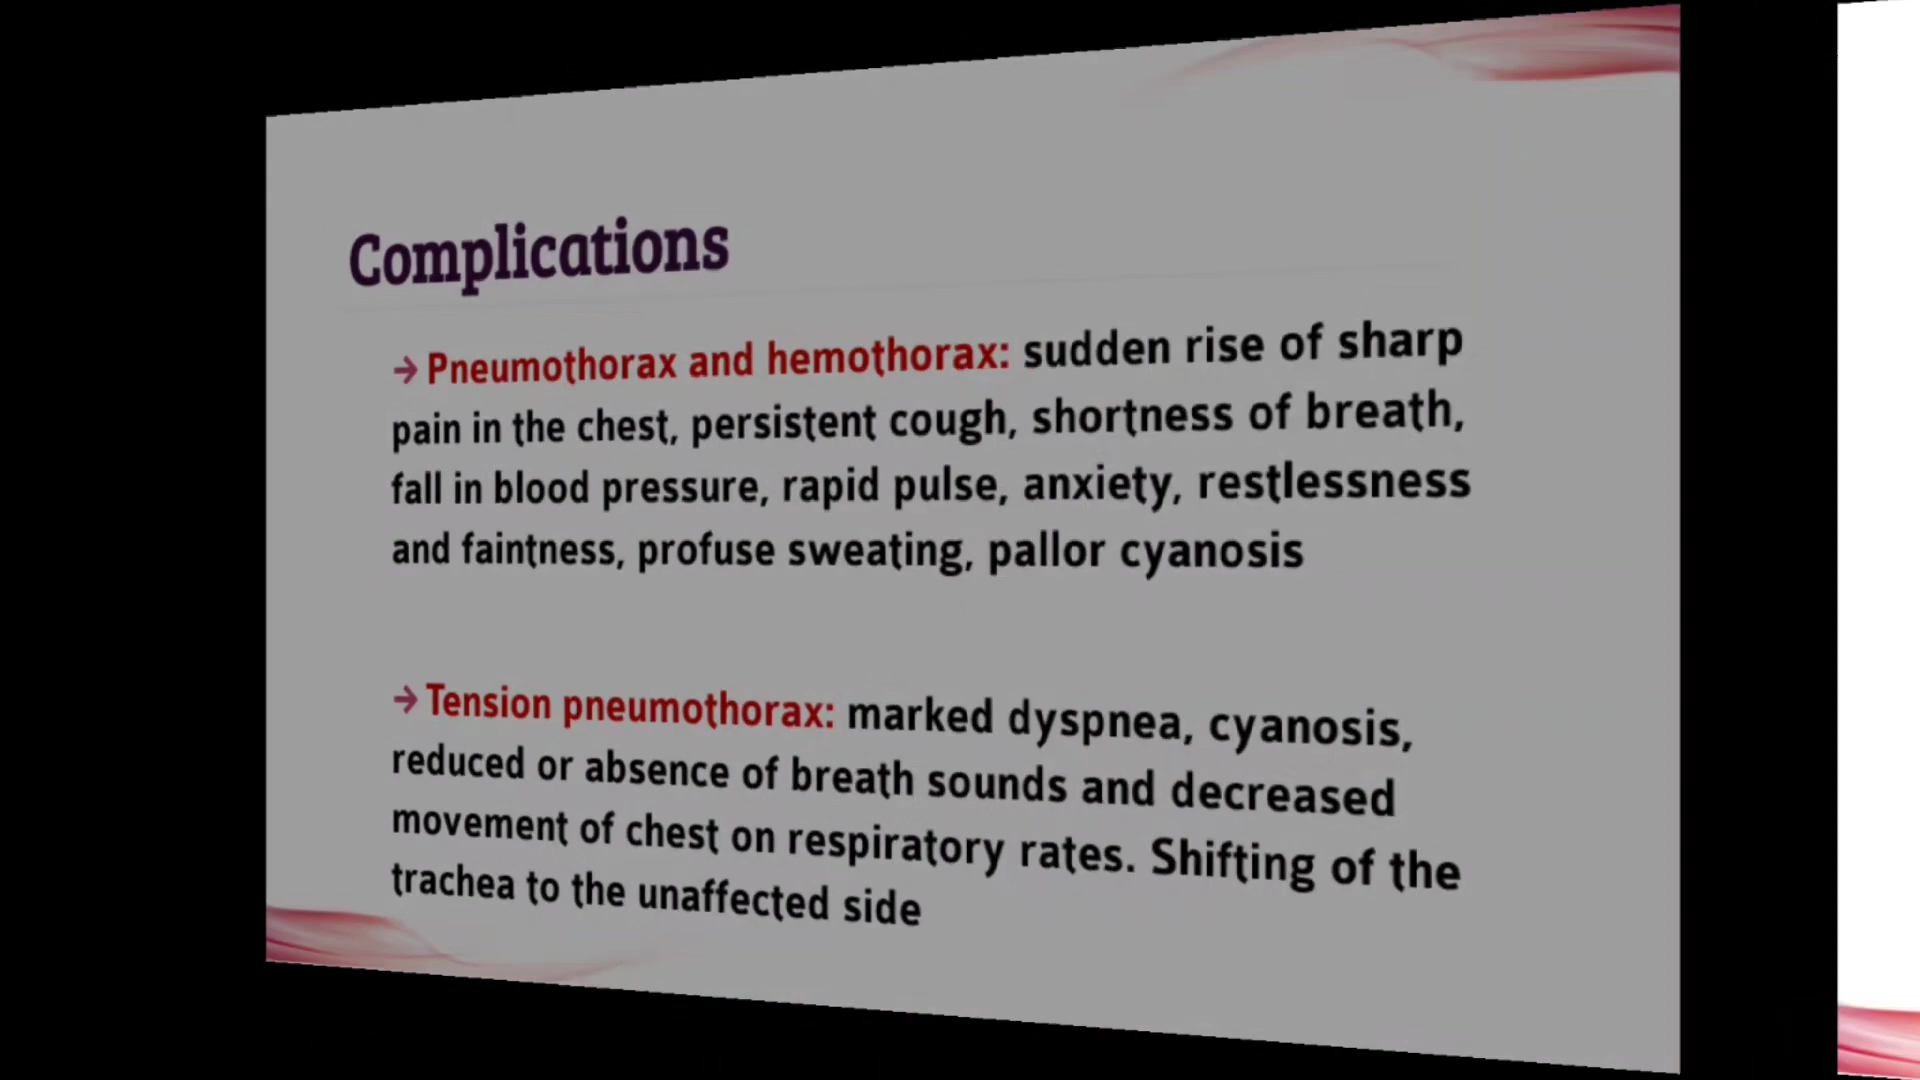 Complications
→ Pneumothorax and hemothorax: sudden rise of sharp
pain in the chest, persistent cough, shortness of breath,
fall in blood pressure, rapid pulse, anxiety, restlessness
and faintness, profuse sweating, pallor cyanosis
→ Tension pneumothorax: marked dyspnea, cyanosis,
reduced or absence of breath sounds and decreased
movement of chest on respiratory rates. Shifting of the
trachea to the unaffected side